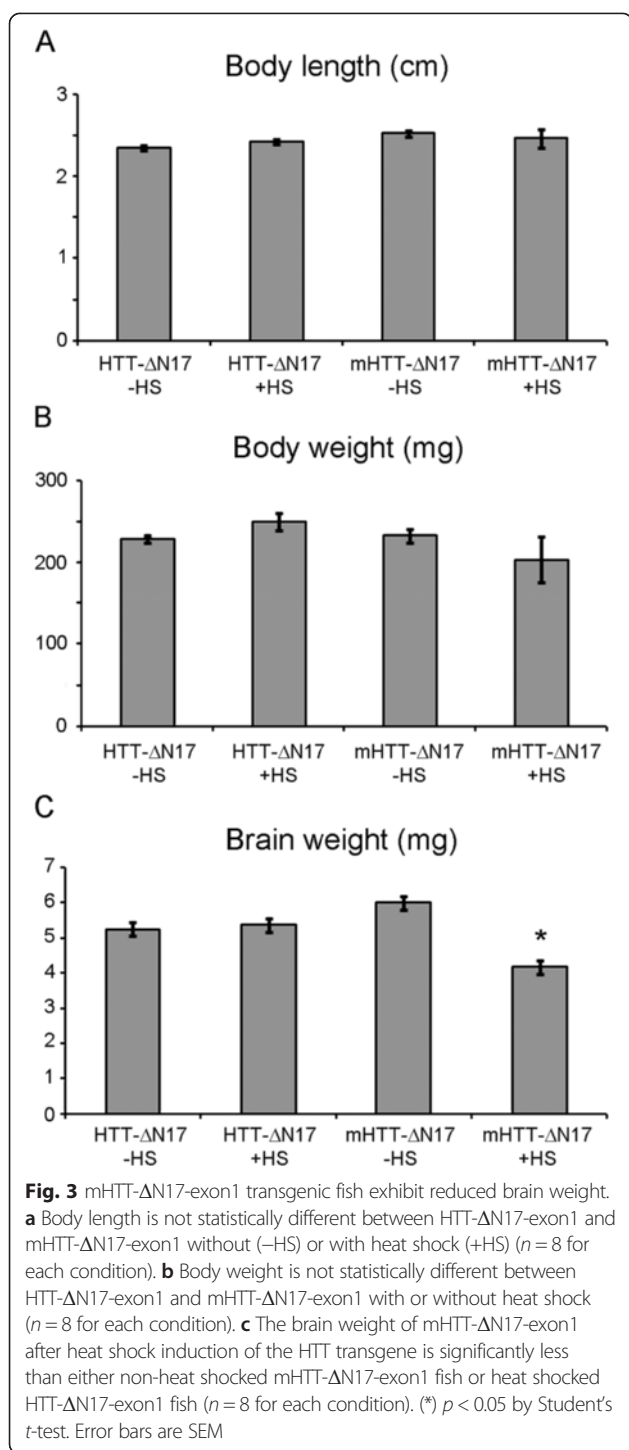 A
Body length (cm)
3
2
1
0
HTT-ΔN17 HTT-ΔN17 mHTT-ΔN17 mHTT-ΔN17
-HS +HS -HS +HS
B
Body weight (mg)
300
200
100
0
HTT-ΔN17 HTT-ΔN17 mHTT-ΔN17 mHTT-ΔN17
-HS +HS -HS +HS
C
Brain weight (mg)
7
6
5
4
3
2
1
0
*
HTT-ΔN17 HTT-ΔN17 mHTT-ΔN17 mHTT-ΔN17
-HS +HS -HS +HS
Fig. 3 mHTT-ΔN17-exon1 transgenic fish exhibit reduced brain weight.
a Body length is not statistically different between HTT-ΔN17-exon1 and
mHTT-ΔN17-exon1 without (−HS) or with heat shock (+HS) (n = 8 for
each condition). b Body weight is not statistically different between
HTT-ΔN17-exon1 and mHTT-ΔN17-exon1 with or without heat shock
(n = 8 for each condition). c The brain weight of mHTT-ΔN17-exon1
after heat shock induction of the HTT transgene is significantly less
than either non-heat shocked mHTT-ΔN17-exon1 fish or heat shocked
HTT-ΔN17-exon1 fish (n = 8 for each condition). (*) p < 0.05 by Student's
t-test. Error bars are SEM